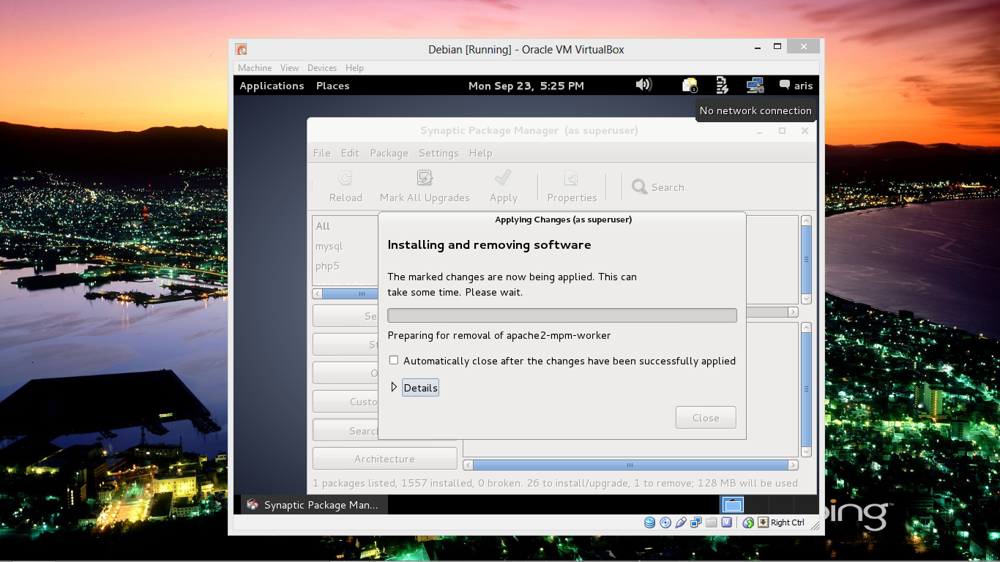 Debian [Running] - Oracle VM VirtualBox
Machine View Devices Help
Applications Places Mon Sep 23, 5:25 PM aris
No network connection
Synaptic Package Manager (as superuser)
File Edit Package Settings Help
Reload Mark All Upgrades Apply Properties Search
All
mysql
php5
Applying Changes (as superuser)
Installing and removing software
The marked changes are now being applied. This can
take some time. Please wait.
Preparing for removal of apache2-mpm-worker
Automatically close after the changes have been successfully applied
Details
Close
Se
St
O
Custo
Search
Architecture
1 packages listed, 1557 installed, 0 broken. 26 to install/upgrade, 1 to remove; 128 MB will be used
Synaptic Package Man...
Right Ctrl
bing™